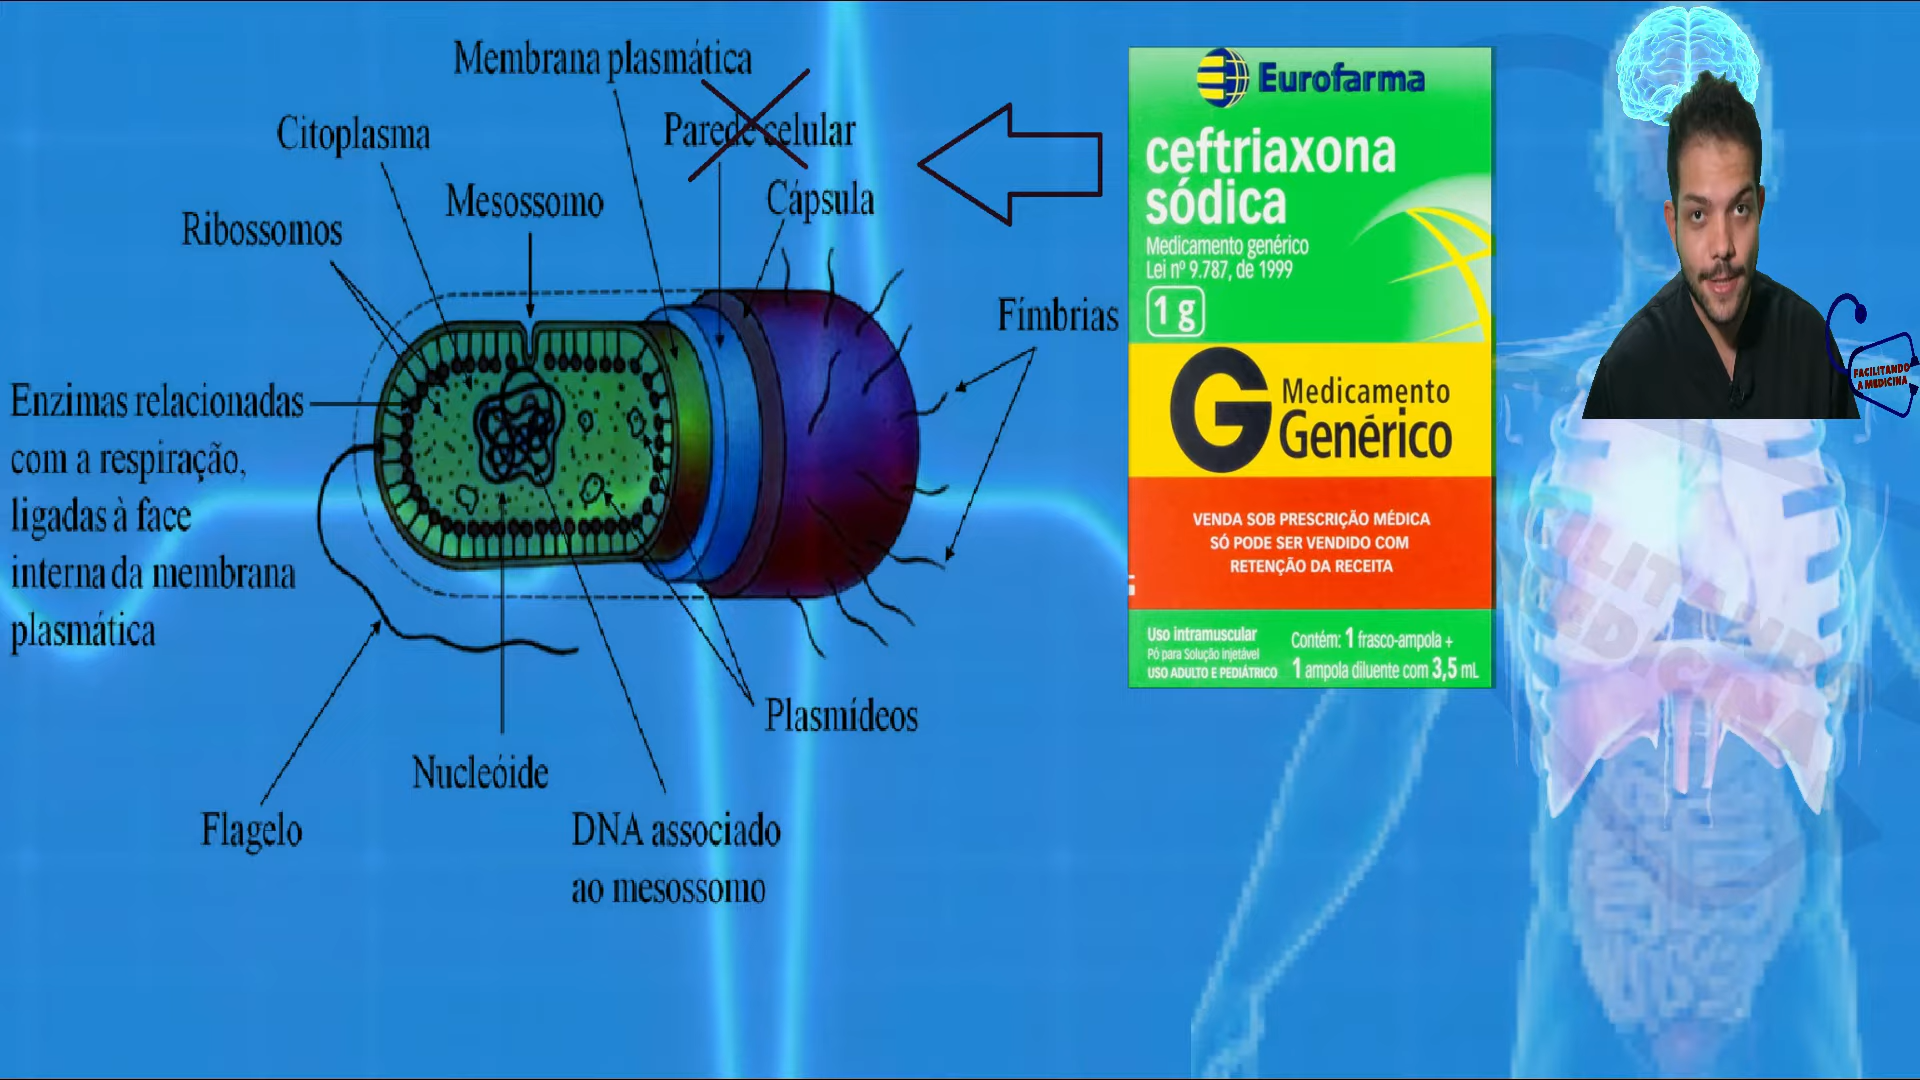 Membrana plasmática
Parede celular
Citoplasma
Cápsula
Mesossomo
Ribossomos
Fímbrias
Enzimas relacionadas
com a respiração,
ligadas à face
interna da membrana
plasmática
Plasmídeos
Nucleóide
Flagelo
DNA associado
ao mesossomo
Eurofarma
ceftriaxona
sódica
Medicamento genérico
Lei nº 9.787, de 1999
1 g
G Medicamento
Genérico
VENDA SOB PRESCRIÇÃO MÉDICA
SÓ PODE SER VENDIDO COM
RETENÇÃO DA RECEITA
Uso intramuscular
Pó para Solução injetável
USO ADULTO E PEDIÁTRICO
Contém: 1 frasco-ampola +
1 ampola diluente com 3,5 mL
FACILITANDO
A MEDICINA